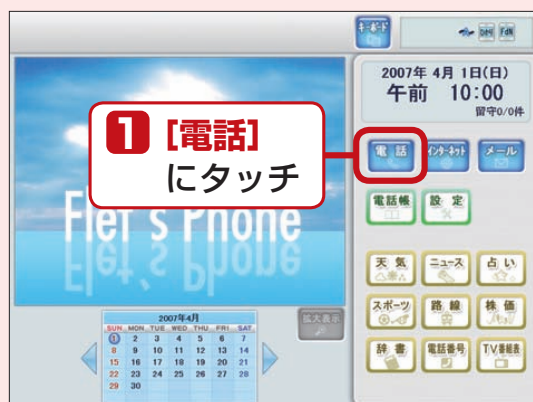 キーボード
2007年 4月 1日(日)
午前 10:00
留守0/0件
1 [電話]
にタッチ
Flet's Phone
電話 インターネット メール
電話帳 設定
天気 ニュース 占い
スポーツ 路線 株価
辞書 電話番号 TV番組表
拡大表示
2007年4月
SUN MON TUE WED THU FRI SAT
1 2 3 4 5 6 7
8 9 10 11 12 13 14
15 16 17 18 19 20 21
22 23 24 25 26 27 28
29 30